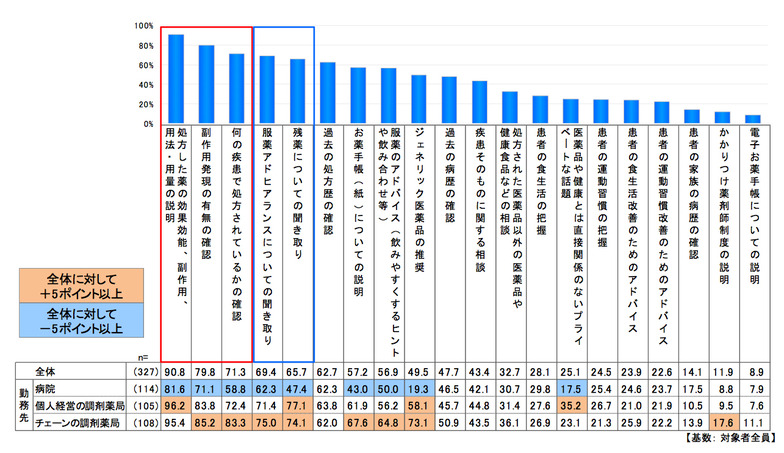 100%
80%
60%
40%
20%
0%
処方した薬の効果効能、副作用、
用法・用量の説明
副作用発現の有無の確認
何の疾患で処方されているかの確認
服薬アドヒアランスについての聞き取り
残薬についての聞き取り
過去の処方歴の確認
お薬手帳(紙)についての説明
服薬のアドバイス(飲みやすくするヒント
や飲み合わせ等)
ジェネリック医薬品の推奨
過去の病歴の確認
疾患そのものに関する相談
処方された医薬品以外の医薬品や
健康食品などの相談
患者の食生活の把握
医薬品や健康とは直接関係のないプライ
ベートな話題
患者の運動習慣の把握
患者の食生活改善のためのアドバイス
患者の運動習慣改善のためのアドバイス
患者の家族の病歴の確認
かかりつけ薬剤師制度の説明
電子お薬手帳についての説明
全体に対して
+5ポイント以上
全体に対して
-5ポイント以上
n=
全体 (327) 90.8 79.8 71.3 69.4 65.7 62.7 57.2 56.9 49.5 47.7 43.4 32.7 28.1 25.1 24.5 23.9 22.6 14.1 11.9 8.9
勤務先
病院 (114) 81.6 71.1 58.8 62.3 47.4 62.3 43.0 50.0 19.3 46.5 42.1 30.7 29.8 17.5 25.4 24.6 23.7 17.5 8.8 7.9
個人経営の調剤薬局 (105) 96.2 83.8 72.4 71.4 77.1 63.8 61.9 56.2 58.1 45.7 44.8 31.4 27.6 35.2 26.7 21.0 21.9 10.5 9.5 7.6
チェーンの調剤薬局 (108) 95.4 85.2 83.3 75.0 74.1 62.0 67.6 64.8 73.1 50.9 43.5 36.1 26.9 23.1 21.3 25.9 22.2 13.9 17.6 11.1
【基数: 対象者全員】